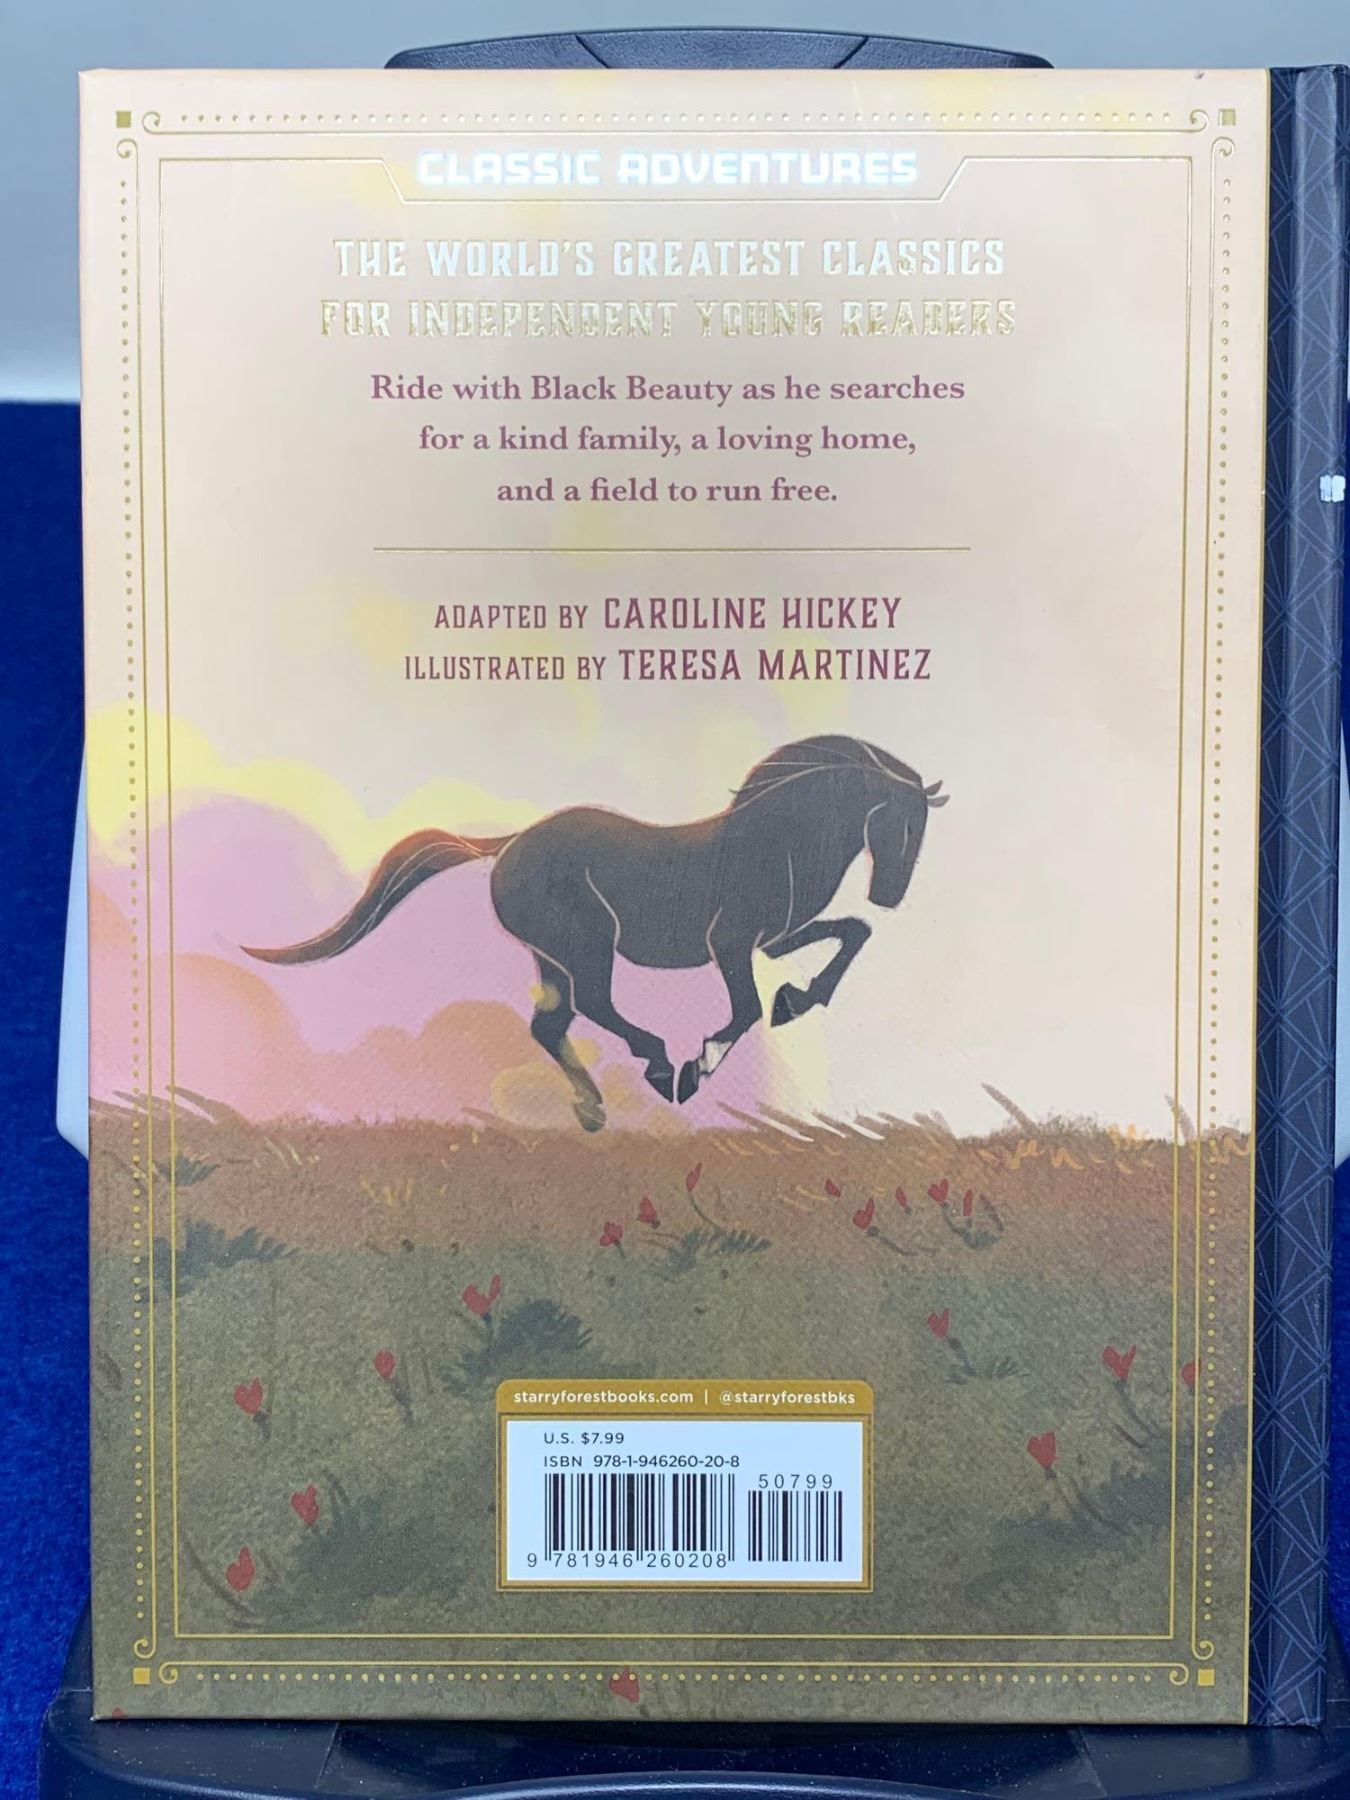 CLASSIC ADVENTURES
THE WORLD'S GREATEST CLASSICS
FOR INDEPENDENT YOUNG READERS
Ride with Black Beauty as he searches
for a kind family, a loving home,
and a field to run free.
ADAPTED BY CAROLINE HICKEY
ILLUSTRATED BY TERESA MARTINEZ
starryforestbooks.com | @starryforestbks
U.S. $7.99
ISBN 978-1-946260-20-8
50799
9 781946 260208